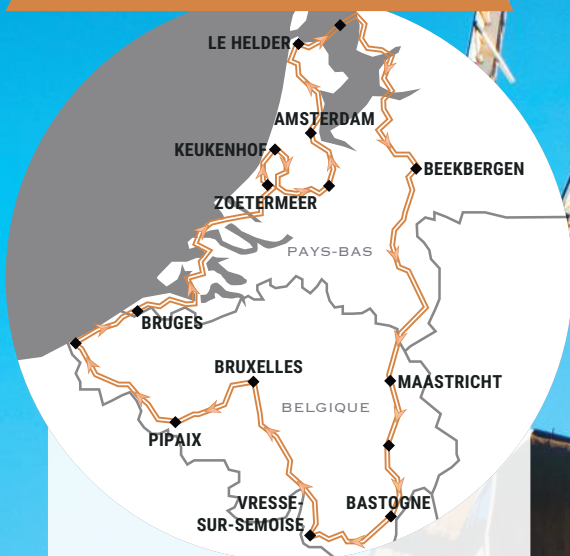 LE HELDER
AMSTERDAM
KEUKENHOF
BEEKBERGEN
ZOETERMEER
PAYS-BAS
BRUGES
BRUXELLES
MAASTRICHT
BELGIQUE
PIPAIX
VRESSE-
SUR-SEMOISE
BASTOGNE